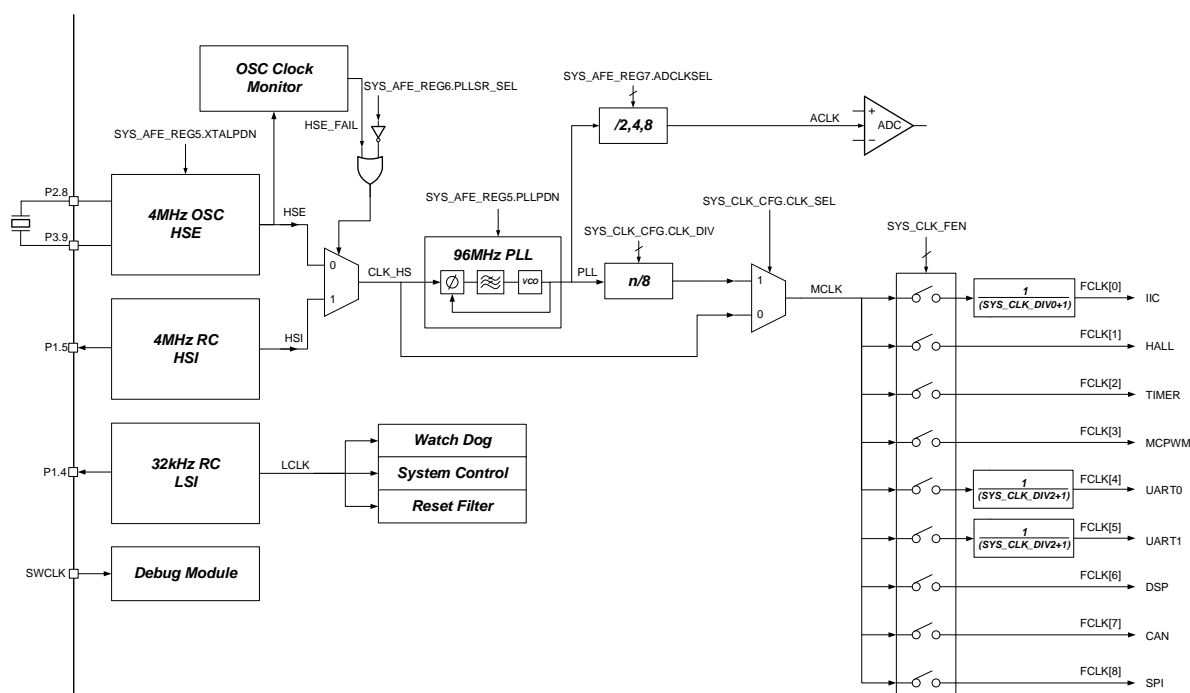 OSC Clock
Monitor
SYS_AFE_REG6.PLLSR_SEL
SYS_AFE_REG7.ADCLKSEL
HSE_FAIL
/2,4,8
ACLK
+
ADC
−
SYS_AFE_REG5.XTALPDN
P2.8
P3.9
4MHz OSC
HSE
HSE
0
1
CLK_HS
SYS_AFE_REG5.PLLPDN
96MHz PLL
Ø
VCO
PLL
SYS_CLK_CFG.CLK_DIV
n/8
SYS_CLK_CFG.CLK_SEL
1
0
MCLK
SYS_CLK_FEN
P1.5
4MHz RC
HSI
HSI
P1.4
32kHz RC
LSI
LCLK
Watch Dog
System Control
Reset Filter
SWCLK
Debug Module
1
(SYS_CLK_DIV0+1)
FCLK[0]
IIC
FCLK[1]
HALL
FCLK[2]
TIMER
FCLK[3]
MCPWM
1
(SYS_CLK_DIV2+1)
FCLK[4]
UART0
1
(SYS_CLK_DIV2+1)
FCLK[5]
UART1
FCLK[6]
DSP
FCLK[7]
CAN
FCLK[8]
SPI